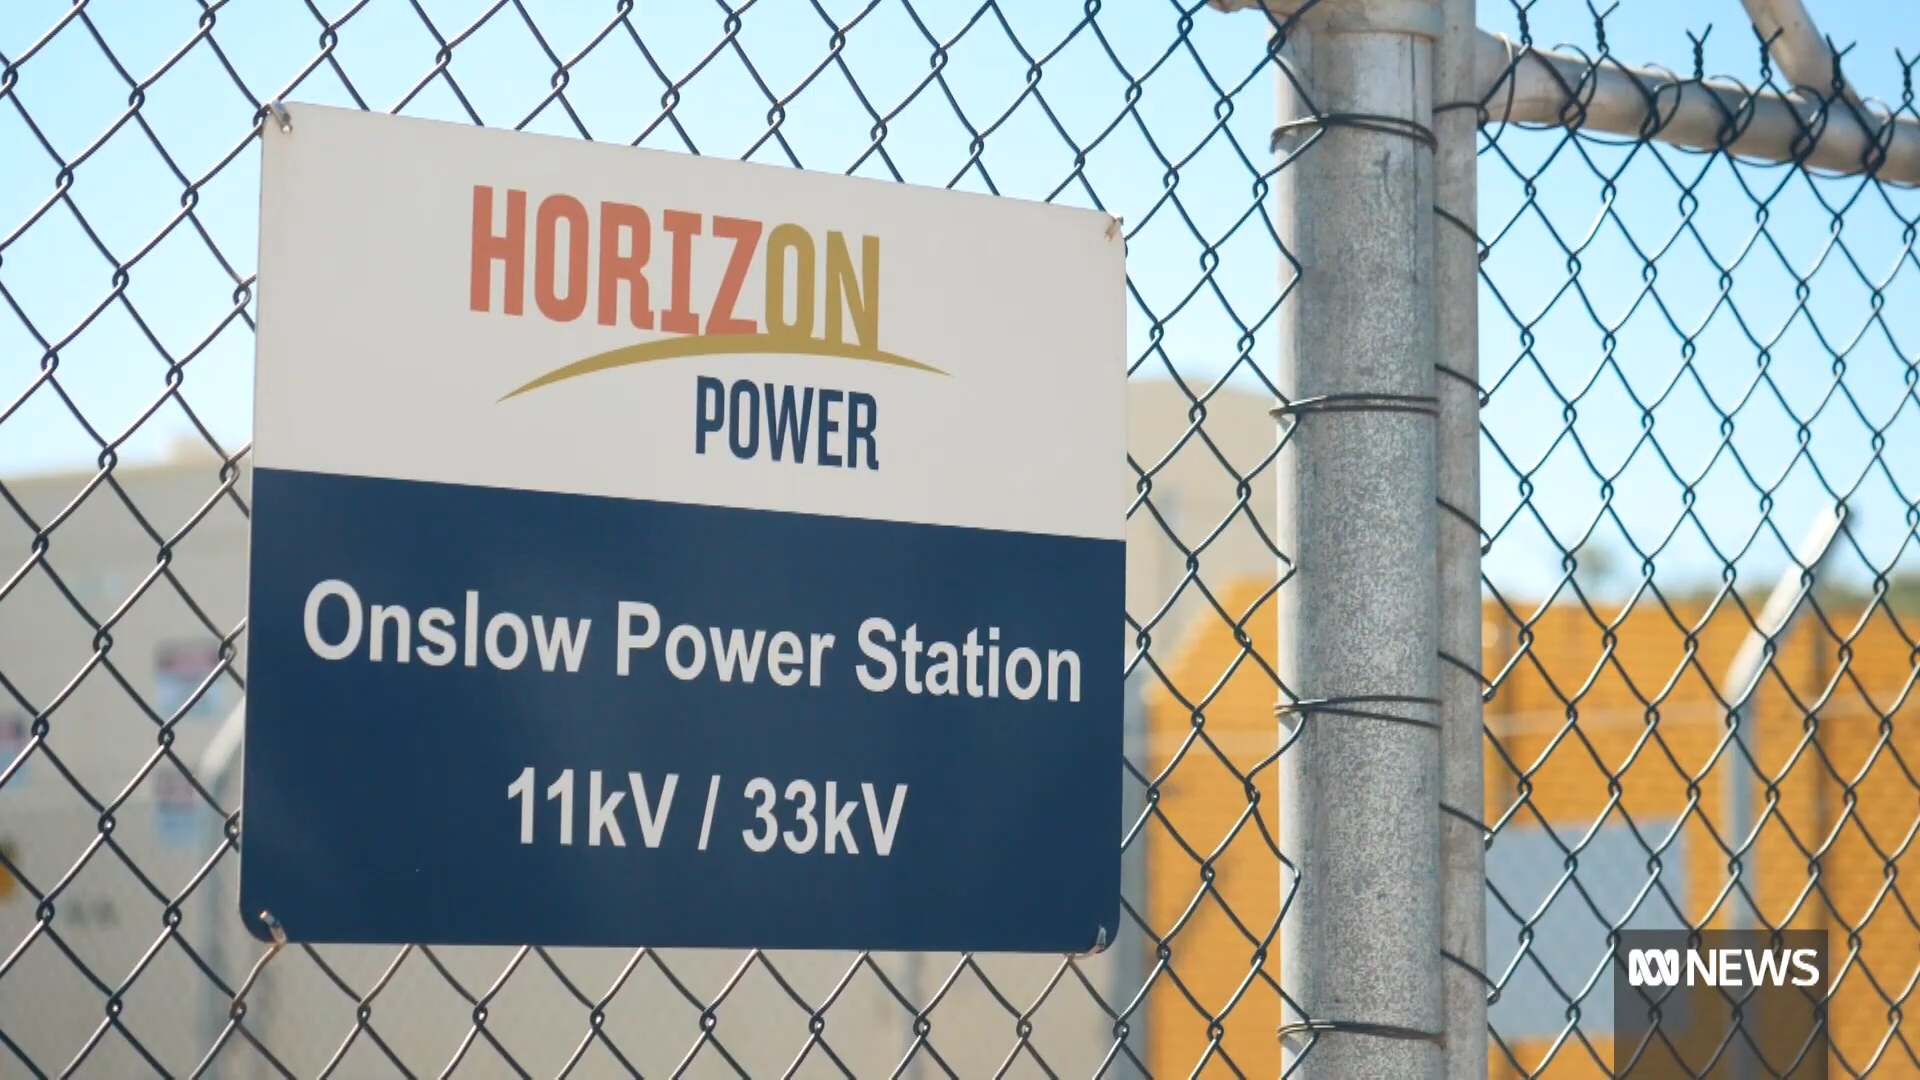 HORIZON
POWER
Onslow Power Station
11kV / 33kV
NEWS